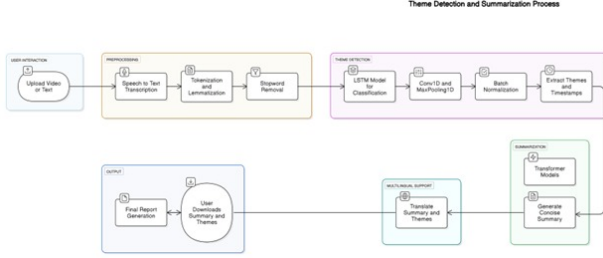 Theme Detection and Summarization Process
USER INTERACTION
Upload Video
or Text
PREPROCESSING
Speech to Text
Transcription
Tokenization
and
Lemmatization
Stopword
Removal
THEME DETECTION
LSTM Model
for
Classification
Conv1D and
MaxPooling1D
Batch
Normalization
Extract Themes
and
Timestamps
SUMMARIZATION
Transformer
Models
Generate
Concise
Summary
MULTILINGUAL SUPPORT
Translate
Summary and
Themes
OUTPUT
User
Downloads
Summary and
Themes
Final Report
Generation